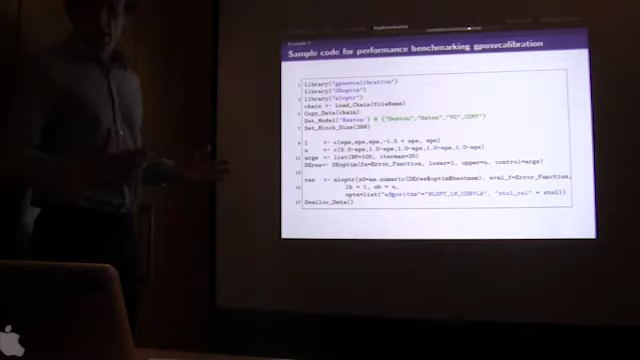 Implementation
Sample code for performance benchmarking gpusvcalibration
library("gpusvcalibration")
library("DEoptim")
library("nloptr")
chain <- Load_Chain(fileName)
Copy_Data(chain)
Set_Model("Heston") # ("Heston","Bates","VG","CGMY")
Set_Block_Size(256)
l <- c(eps,eps,eps,-1.0 + eps, eps)
u <- c(5.0-eps,1.0-eps,1.0-eps,1.0-eps,1.0-eps)
args <- list(NP=100, itermax=25)
DEres <- DEoptim(fn=Error_Function, lower=l, upper=u, control=args)
res <- nloptr(x0=as.numeric(DEres$optim$bestmem), eval_f=Error_Function,
lb = l, ub = u,
opts=list("algorithm"="NLOPT_LN_COBYLA", "xtol_rel" = xtol))
Dealloc_Data()